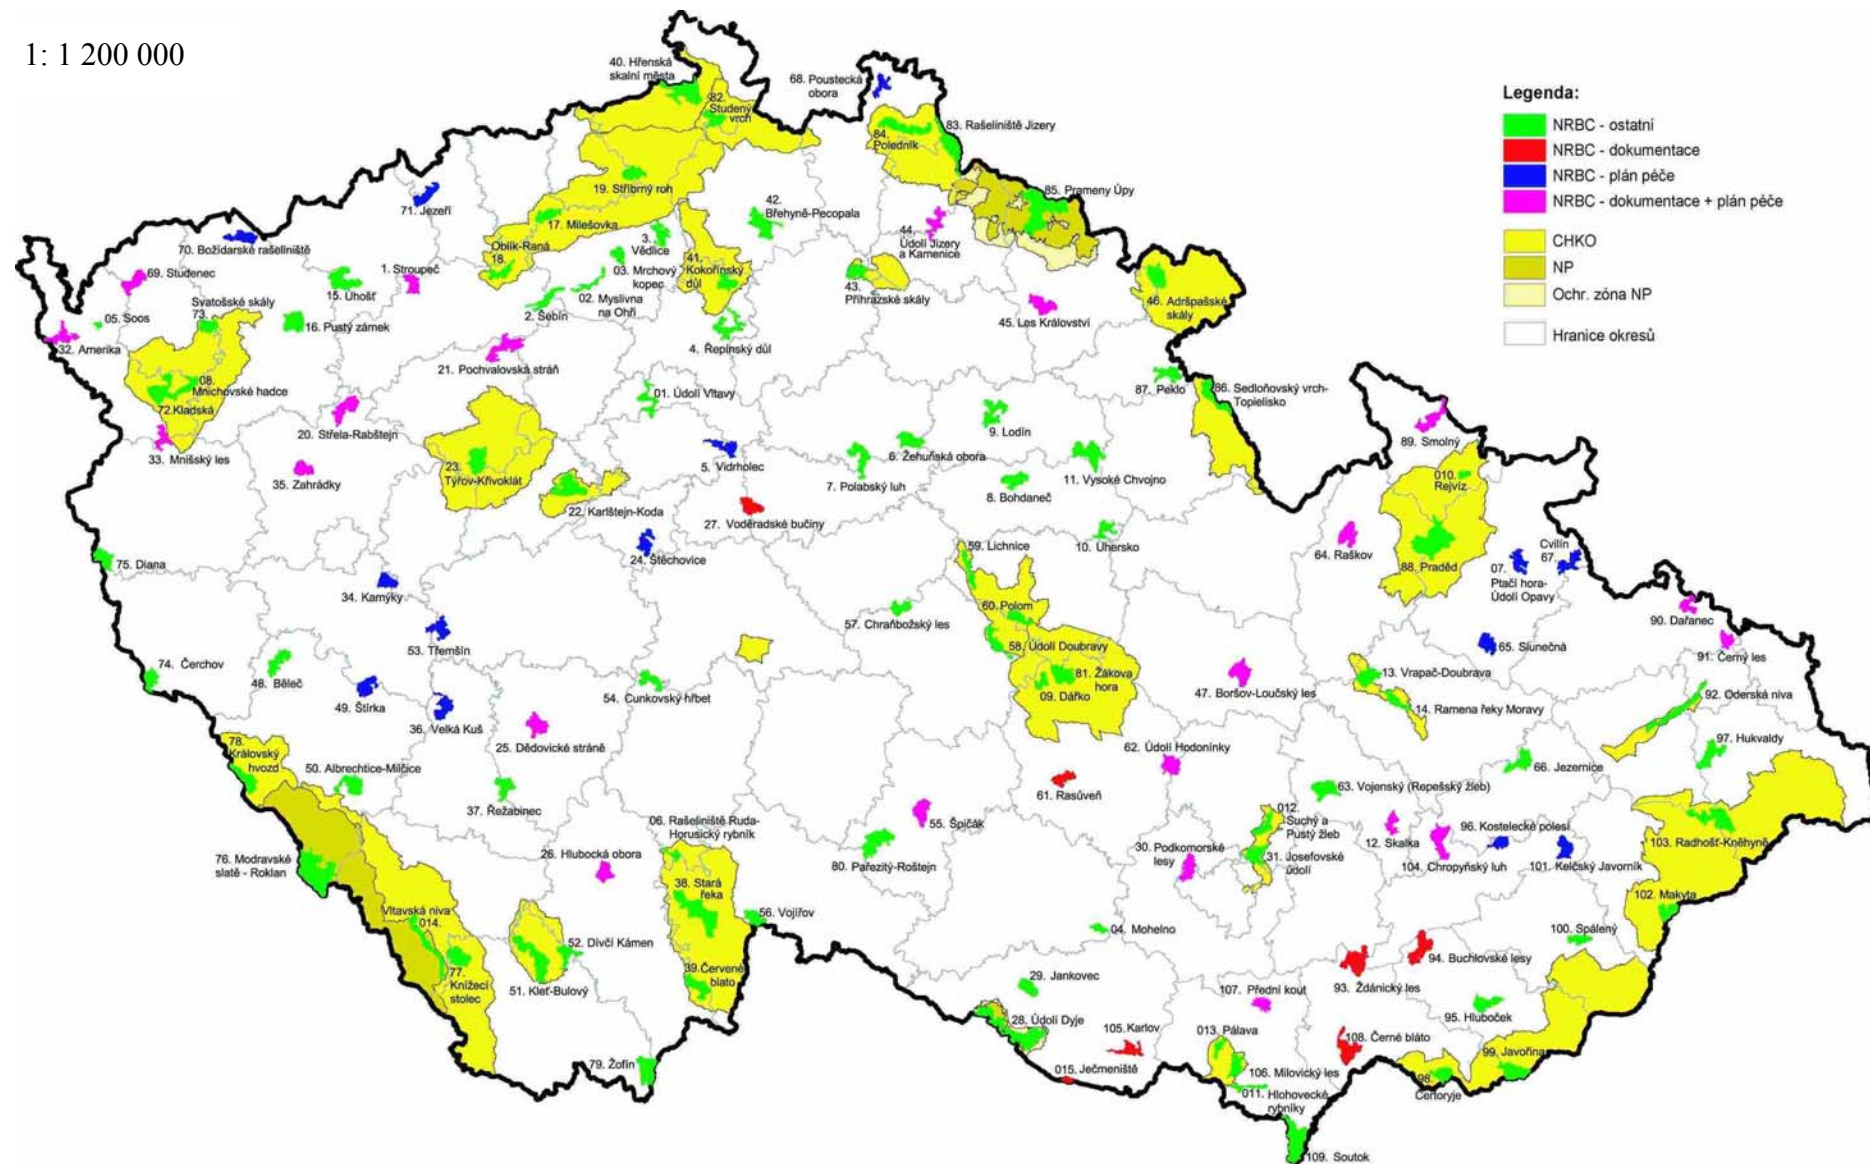 1: 1 200 000
40. Hřenská
skalní města
68. Poustecká
obora
82.
Studený
vrch
83. Rašeliniště Jizery
84.
Poledník
85. Prameny Úpy
Legenda:
NRBC - ostatní
NRBC - dokumentace
NRBC - plán péče
NRBC - dokumentace + plán péče
CHKO
NP
Ochr. zóna NP
Hranice okresů
19. Stříbrný roh
71. Jezeří
17. Milešovka
42.
Břehyně-Pecopala
44.
Údolí Jizery
a Kamenice
70. Božídarské rašeliniště
Oblík-Raná
18.
3.
Vědlice
03. Mrchový
kopec
41.
Kokořínský
důl
69. Studenec
1. Stroupeč
15. Úhošť
02. Myslivna
na Ohři
43.
Příhrazské skály
Svatošské skály
73.
05. Soos
16. Pustý zámek
2. Šebín
45. Les Království
46. Adršpašské
skály
32. Amerika
4. Řepínský důl
21. Pochvalovská stráň
08.
Mnichovské hadce
72.Kladská
01. Údolí Vltavy
87. Peklo
86. Sedloňovský vrch-
Topielisko
20. Střela-Rabštejn
9. Lodín
33. Mnišský les
5. Vidrholec
6. Žehuňská obora
89. Smolný
23.
Týřov-Křivoklát
35. Zahrádky
7. Polabský luh
8. Bohdaneč
11. Vysoké Chvojno
010.
Rejvíz
22. Karlštejn-Koda
27. Voděradské bučiny
75. Diana
24. Štěchovice
59. Lichnice
10. Uhersko
64. Raškov
88. Praděd
Cvilín
67.
07.
Ptačí hora-
Údolí Opavy
34. Kamýky
60. Polom
57. Chraňbožský les
53. Třemšín
58. Údolí Doubravy
90. Dařanec
65. Slunečná
91. Černý les
74. Čerchov
48. Běleč
54. Čunkovský hřbet
81. Žákova
hora
09. Dářko
47. Boršov-Loučský les
13. Vrapač-Doubrava
92. Oderská niva
49. Štírka
14. Ramena řeky Moravy
36. Velká Kuš
25. Dědovické stráně
78.
Královský
hvozd
62. Údolí Hodonínky
97. Hukvaldy
50. Albrechtice-Milčice
66. Jezernice
61. Rasůveň
63. Vojenský (Repešský žleb)
37. Řežabinec
012.
Suchý a
Pustý žleb
06. Rašeliniště Ruda-
Horusický rybník
55. Špičák
96. Kostelecké polesí
30. Podkomorské
lesy
12. Skalka
103. Radhošť-Kněhyně
26. Hlubocká obora
76. Modravské
slatě - Roklan
80. Pařezitý-Roštejn
31. Josefovské
údolí
104. Chropyňský luh
101. Kelčský Javorník
38. Stará
řeka
102. Makyta
Vltavská niva
014.
56. Vojířov
04. Mohelno
100. Spálený
52. Dívčí Kámen
94. Buchlovské lesy
39. Červené
blato
29. Jankovec
77.
Knížecí
stolec
51. Kleť-Bulový
107. Přední kout
93. Ždánický les
28. Údolí Dyje
95. Hluboček
105. Karlov
013. Pálava
108. Černé bláto
99. Javořina
79. Žofín
015. Ječmeniště
106. Milovický les
98.
Čertoryje
011. Hlohovecké
rybníky
109. Soutok